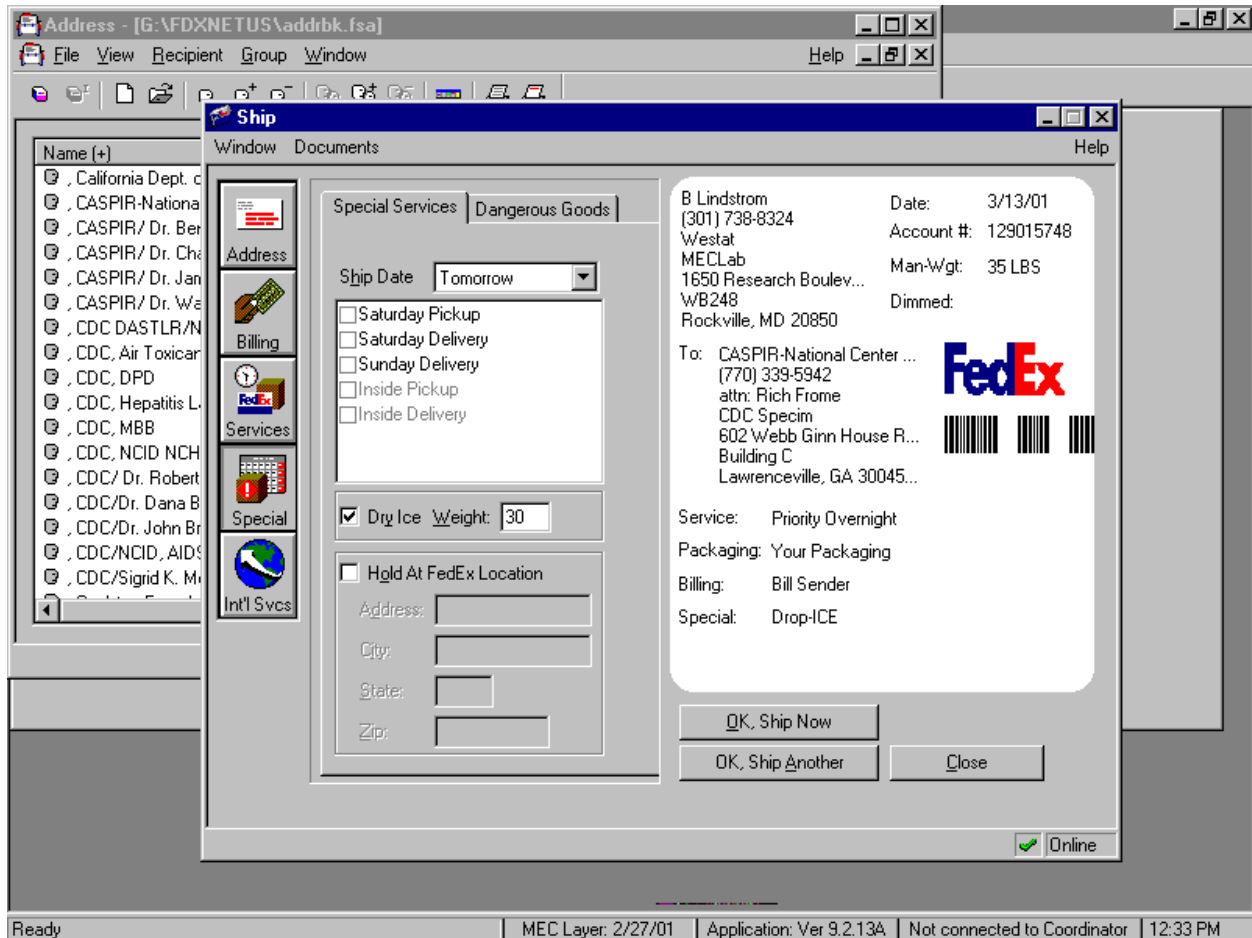 Address - [G:\FDXNETUS\addrbk.fsa]
File View Recipient Group Window Help
Name (+)
, California Dept. c
, CASPIR-Nationa
, CASPIR/ Dr. Ber
, CASPIR/ Dr. Cha
, CASPIR/ Dr. Jan
, CASPIR/ Dr. Wa
, CDC DASTLR/N
, CDC, Air Toxicar
, CDC, DPD
, CDC, Hepatitis L
, CDC, MBB
, CDC, NCID NCH
, CDC/ Dr. Robert
, CDC/Dr. Dana B
, CDC/Dr. John Br
, CDC/NCID, AIDS
, CDC/Sigrid K. Mc
Ship
Window Documents Help
Address
Billing
FedEx
Services
Special
Int'l Svcs
Special Services Dangerous Goods
Ship Date Tomorrow
Saturday Pickup
Saturday Delivery
Sunday Delivery
Inside Pickup
Inside Delivery
Dry Ice Weight: 30
Hold At FedEx Location
Address:
City:
State:
Zip:
B Lindstrom
(301) 738-8324
Westat
MECLab
1650 Research Boulev...
WB248
Rockville, MD 20850
Date: 3/13/01
Account #: 129015748
Man-Wgt: 35 LBS
Dimmed:
To: CASPIR-National Center ...
(770) 339-5942
attn: Rich Frome
CDC Specim
602 Webb Ginn House R...
Building C
Lawrenceville, GA 30045...
FedEx
Service: Priority Overnight
Packaging: Your Packaging
Billing: Bill Sender
Special: Drop-ICE
OK, Ship Now
OK, Ship Another
Close
Online
Ready
MEC Layer: 2/27/01
Application: Ver 9.2.13A
Not connected to Coordinator
12:33 PM